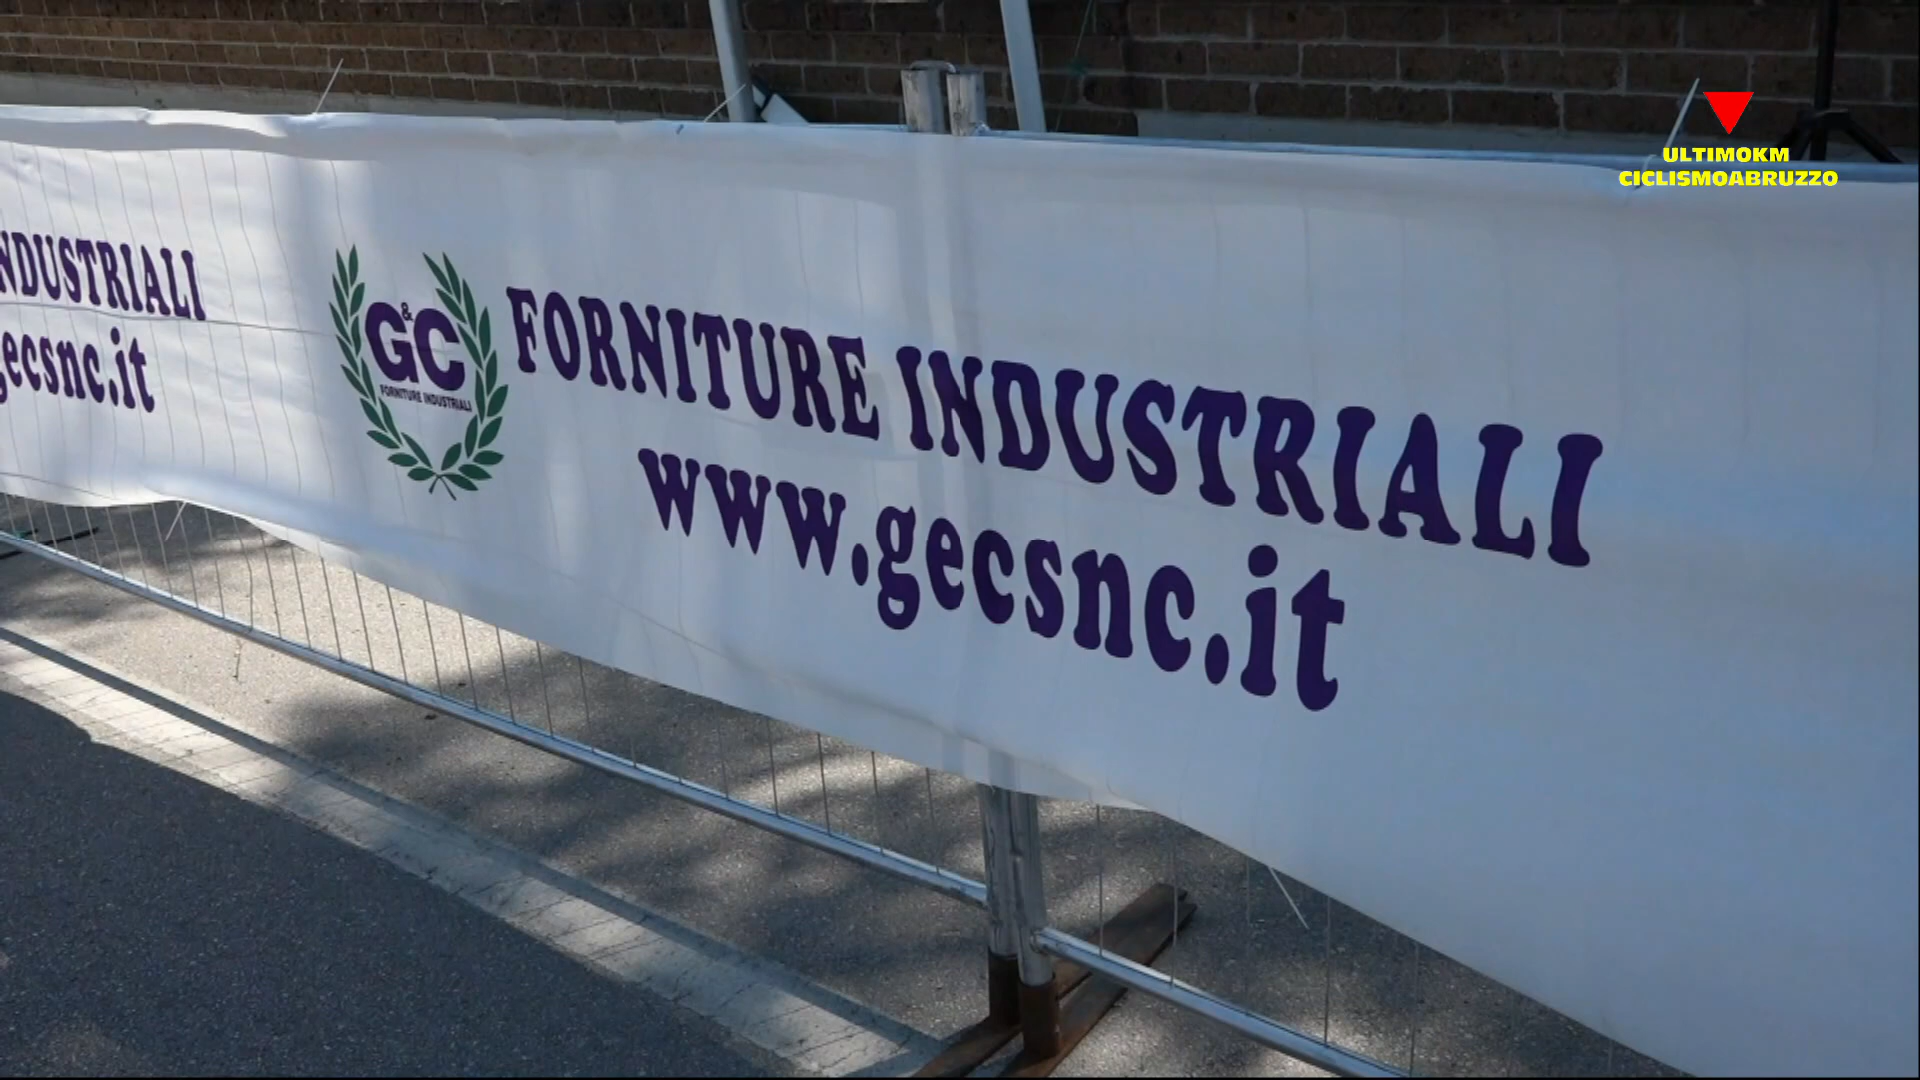 NDUSTRIALI
gecsnc.it
G&C
FORNITURE INDUSTRIALI
FORNITURE INDUSTRIALI
www.gecsnc.it
ULTIMOKM
CICLISMOABRUZZO